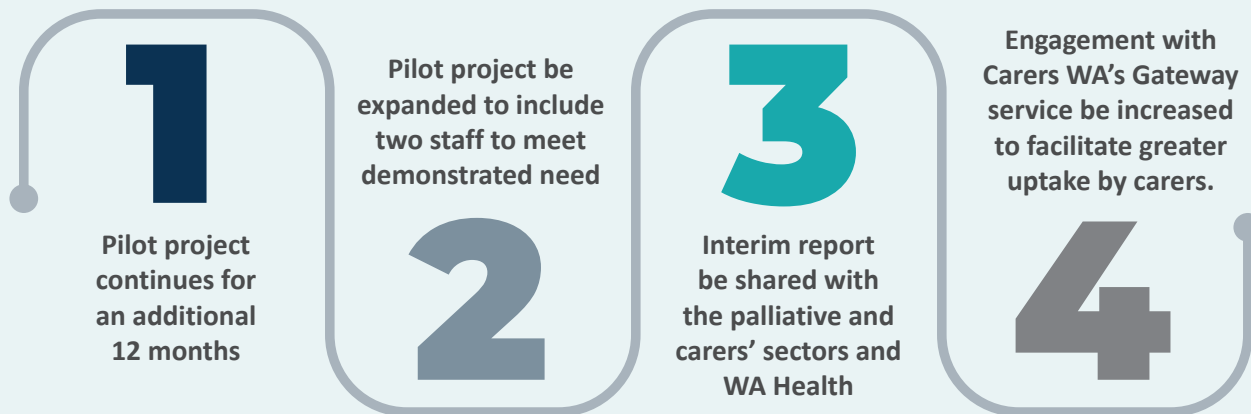 1
Pilot project
continues for
an additional
12 months
Pilot project be
expanded to include
two staff to meet
demonstrated need
2
3
Interim report
be shared with
the palliative and
carers’ sectors and
WA Health
Engagement with
Carers WA’s Gateway
service be increased
to facilitate greater
uptake by carers.
4